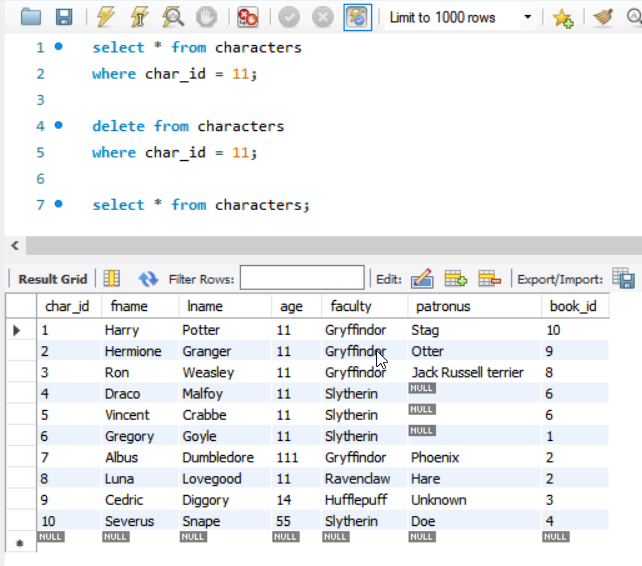 Limit to 1000 rows
1 select * from characters
2 where char_id = 11;
3
4 delete from characters
5 where char_id = 11;
6
7 select * from characters;
Result Grid Filter Rows: Edit: Export/Import:
char_id fname lname age faculty patronus book_id
1 Harry Potter 11 Gryffindor Stag 10
2 Hermione Granger 11 Gryffindor Otter 9
3 Ron Weasley 11 Gryffindor Jack Russell terrier 8
4 Draco Malfoy 11 Slytherin NULL 6
5 Vincent Crabbe 11 Slytherin NULL 6
6 Gregory Goyle 11 Slytherin NULL 1
7 Albus Dumbledore 111 Gryffindor Phoenix 2
8 Luna Lovegood 11 Ravenclaw Hare 2
9 Cedric Diggory 14 Hufflepuff Unknown 3
10 Severus Snape 55 Slytherin Doe 4
NULL NULL NULL NULL NULL NULL NULL